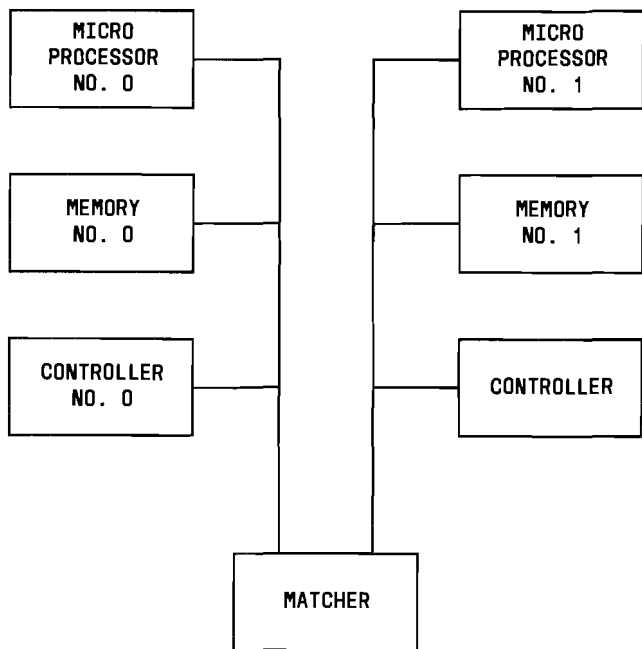 MICRO
PROCESSOR
NO. 0
MICRO
PROCESSOR
NO. 1
MEMORY
NO. 0
MEMORY
NO. 1
CONTROLLER
NO. 0
CONTROLLER
MATCHER